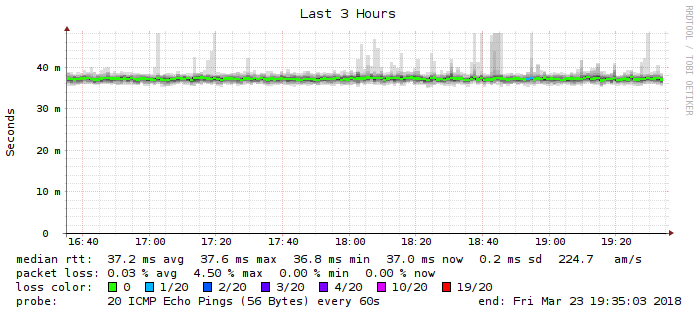 Last 3 Hours
RRDTOOL / TOBI OETIKER
Seconds
40 m
30 m
20 m
10 m
0
16:40 17:00 17:20 17:40 18:00 18:20 18:40 19:00 19:20
median rtt: 37.2 ms avg 37.6 ms max 36.8 ms min 37.0 ms now 0.2 ms sd 224.7 am/s
packet loss: 0.03 % avg 4.50 % max 0.00 % min 0.00 % now
loss color: 0 1/20 2/20 3/20 4/20 10/20 19/20
probe: 20 ICMP Echo Pings (56 Bytes) every 60s end: Fri Mar 23 19:35:03 2018